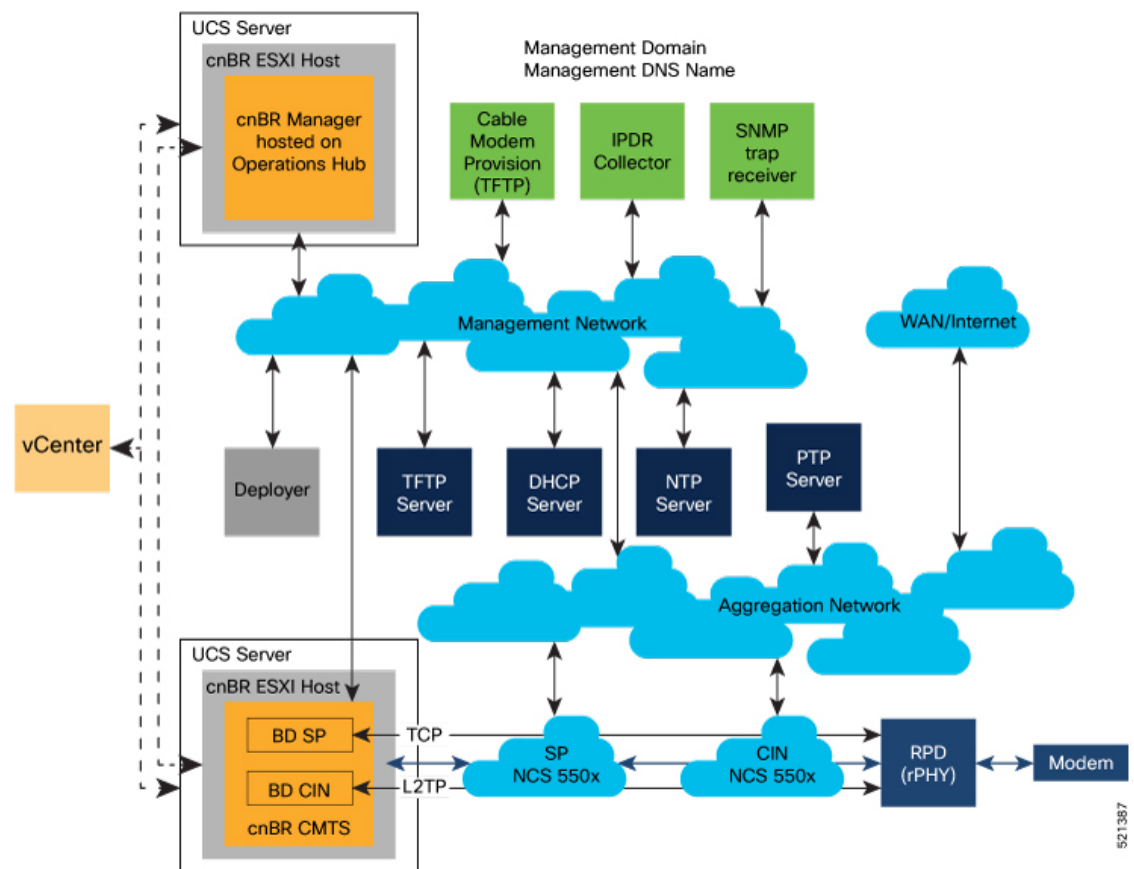 UCS Server
cnBR ESXI Host
cnBR Manager
hosted on
Operations Hub
Management Domain
Management DNS Name
Cable
Modem
Provision
(TFTP)
IPDR
Collector
SNMP
trap
receiver
Management Network
WAN/Internet
vCenter
Deployer
TFTP
Server
DHCP
Server
NTP
Server
PTP
Server
Aggregation Network
UCS Server
cnBR ESXI Host
BD SP
BD CIN
cnBR CMTS
TCP
L2TP
SP
NCS 550x
CIN
NCS 550x
RPD
(rPHY)
Modem
521387